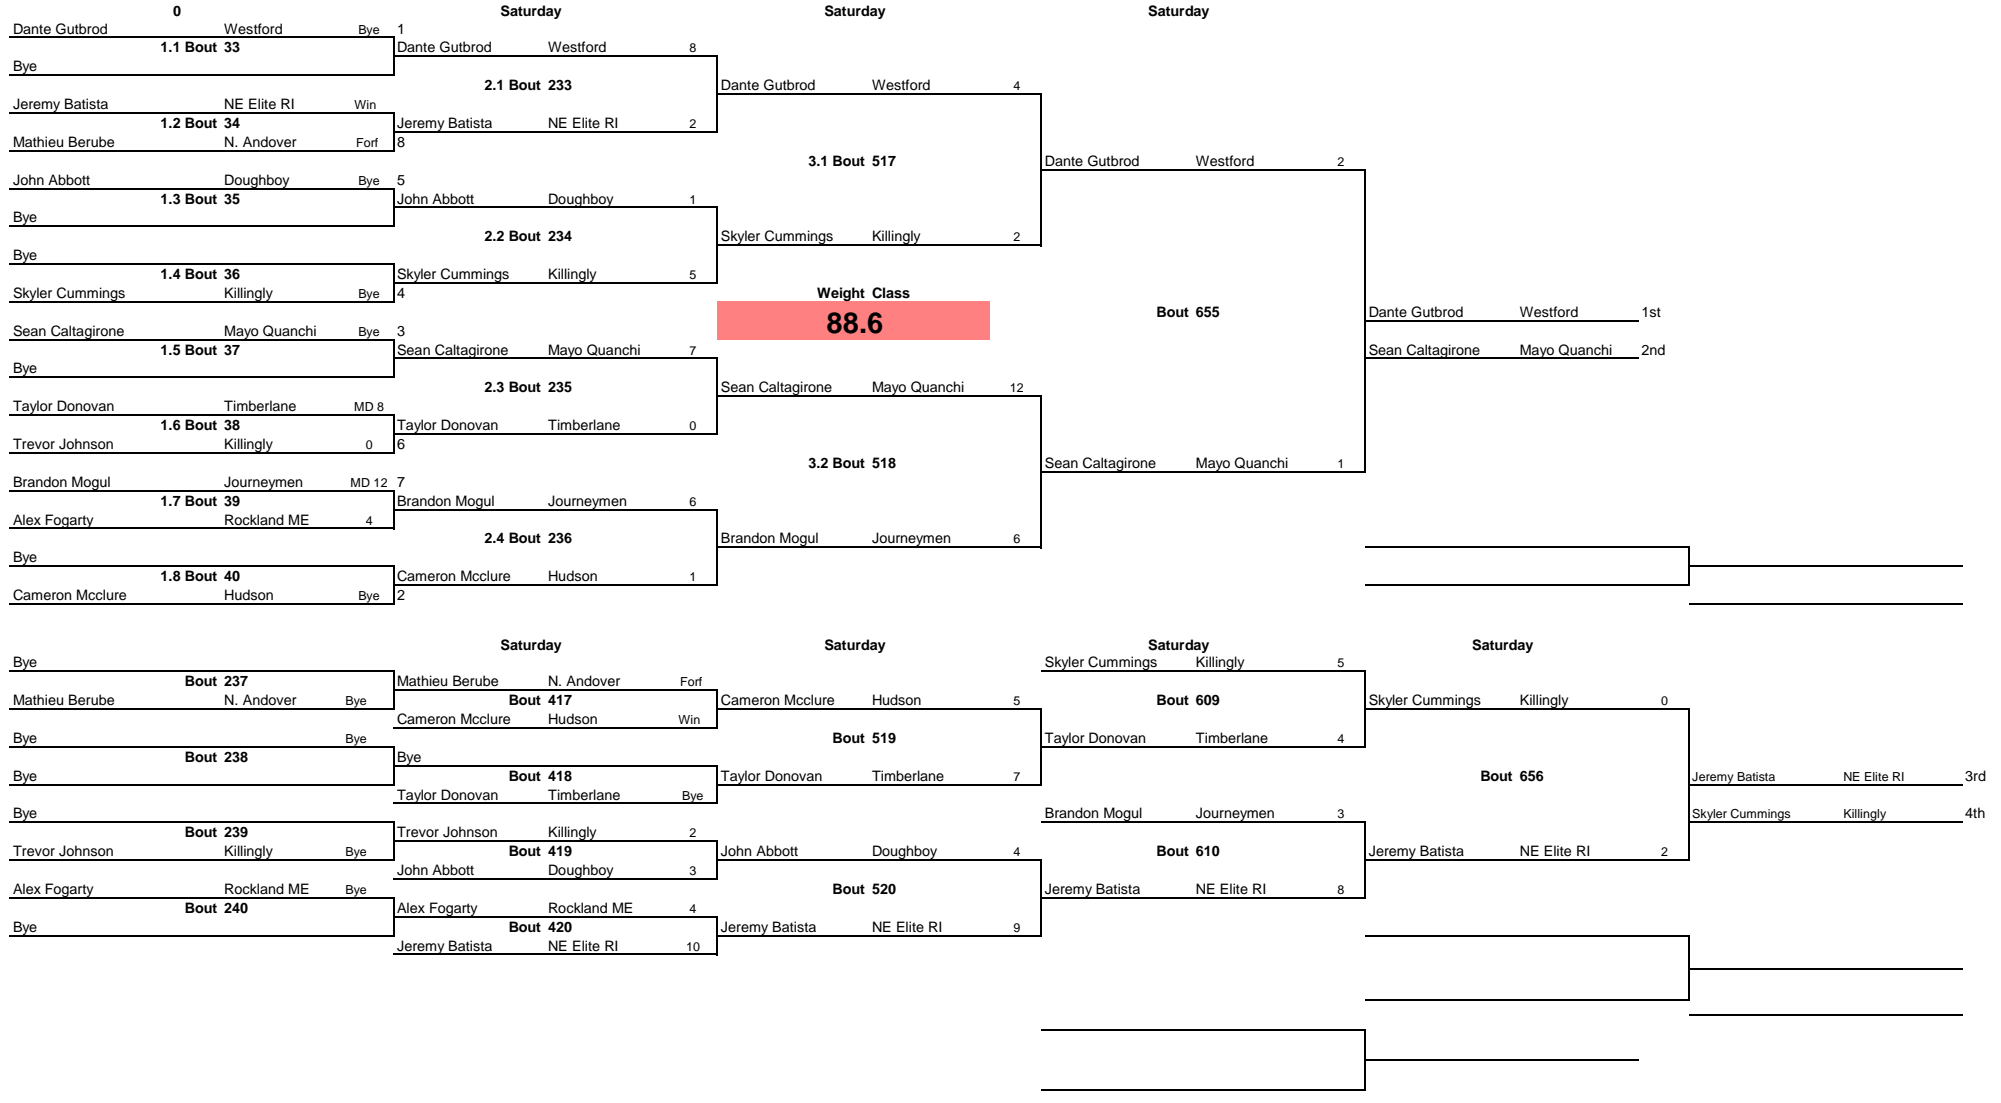 0 Saturday Saturday Saturday
Dante Gutbrod Westford Bye 1
1.1 Bout 33 Dante Gutbrod Westford 8
Bye
2.1 Bout 233 Dante Gutbrod Westford 4
Jeremy Batista NE Elite RI Win
1.2 Bout 34 Jeremy Batista NE Elite RI 2
Mathieu Berube N. Andover Forf 8
3.1 Bout 517 Dante Gutbrod Westford 2
John Abbott Doughboy Bye 5
1.3 Bout 35 John Abbott Doughboy 1
Bye
2.2 Bout 234 Skyler Cummings Killingly 2
Bye
1.4 Bout 36 Skyler Cummings Killingly 5
Skyler Cummings Killingly Bye 4 Weight Class
Bout 655 Dante Gutbrod Westford 1st
88.6
Sean Caltagirone Mayo Quanchi Bye 3
1.5 Bout 37 Sean Caltagirone Mayo Quanchi 7 Sean Caltagirone Mayo Quanchi 2nd
Bye
2.3 Bout 235 Sean Caltagirone Mayo Quanchi 12
Taylor Donovan Timberlane MD 8
1.6 Bout 38 Taylor Donovan Timberlane 0
Trevor Johnson Killingly 0 6
3.2 Bout 518 Sean Caltagirone Mayo Quanchi 1
Brandon Mogul Journeymen MD 12 7
1.7 Bout 39 Brandon Mogul Journeymen 6
Alex Fogarty Rockland ME 4
2.4 Bout 236 Brandon Mogul Journeymen 6
Bye
1.8 Bout 40 Cameron Mcclure Hudson 1
Cameron Mcclure Hudson Bye 2
Saturday Saturday Saturday Saturday
Bye Skyler Cummings Killingly 5
Bout 237 Mathieu Berube N. Andover Forf
Mathieu Berube N. Andover Bye Bout 417 Cameron Mcclure Hudson 5 Bout 609 Skyler Cummings Killingly 0
Cameron Mcclure Hudson Win
Bye Bye Bout 519 Taylor Donovan Timberlane 4
Bout 238 Bye
Bye Bout 418 Taylor Donovan Timberlane 7 Bout 656 Jeremy Batista NE Elite RI 3rd
Taylor Donovan Timberlane Bye
Bye Brandon Mogul Journeymen 3 Skyler Cummings Killingly 4th
Bout 239 Trevor Johnson Killingly 2
Trevor Johnson Killingly Bye Bout 419 John Abbott Doughboy 4 Bout 610 Jeremy Batista NE Elite RI 2
John Abbott Doughboy 3
Alex Fogarty Rockland ME Bye Bout 520 Jeremy Batista NE Elite RI 8
Bout 240 Alex Fogarty Rockland ME 4
Bye Bout 420 Jeremy Batista NE Elite RI 9
Jeremy Batista NE Elite RI 10